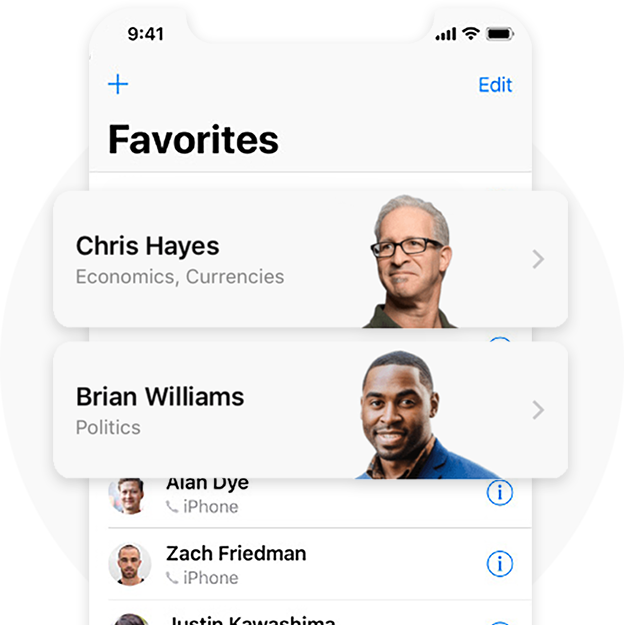 9:41
+
Edit
Favorites
Chris Hayes
Economics, Currencies
Brian Williams
Politics
Alan Dye
iPhone
Zach Friedman
iPhone
Justin Kawashima